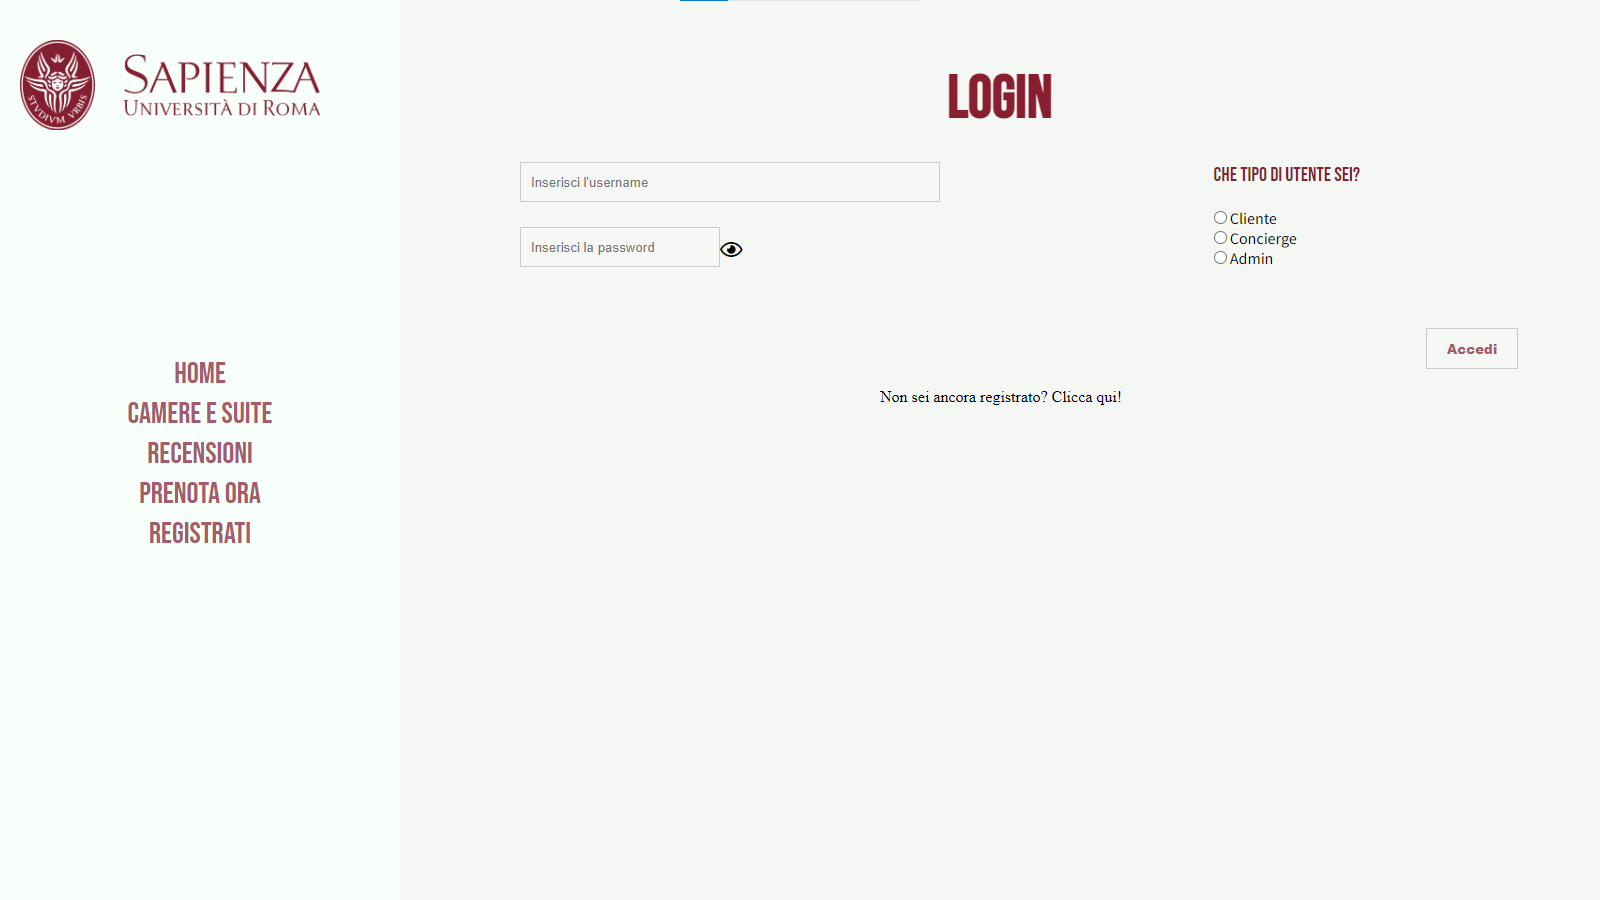 STVDIVM VRBIS
SAPIENZA
UNIVERSITÀ DI ROMA
HOME
CAMERE E SUITE
RECENSIONI
PRENOTA ORA
REGISTRATI
LOGIN
Inserisci l'username
Inserisci la password
CHE TIPO DI UTENTE SEI?
Cliente
Concierge
Admin
Accedi
Non sei ancora registrato? Clicca qui!